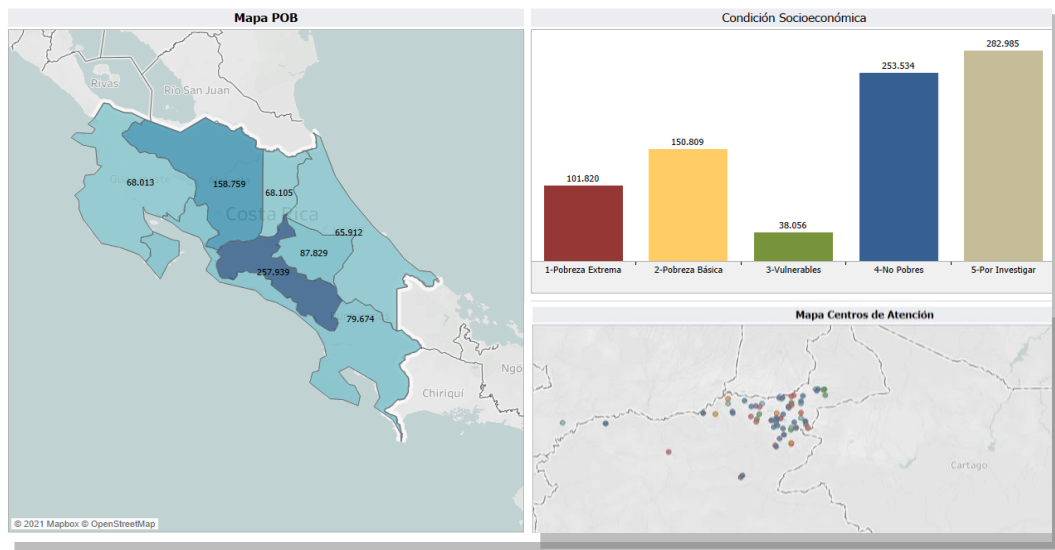 Mapa POB
Rivas
Río San Juan
68.013
158.759
68.105
Costa Rica
65.912
87.829
257.939
79.674
Chiriquí
Ngö
© 2021 Mapbox © OpenStreetMap
Condición Socioeconómica
282.985
253.534
150.809
101.820
38.056
1-Pobreza Extrema
2-Pobreza Básica
3-Vulnerables
4-No Pobres
5-Por Investigar
Mapa Centros de Atención
Cartago